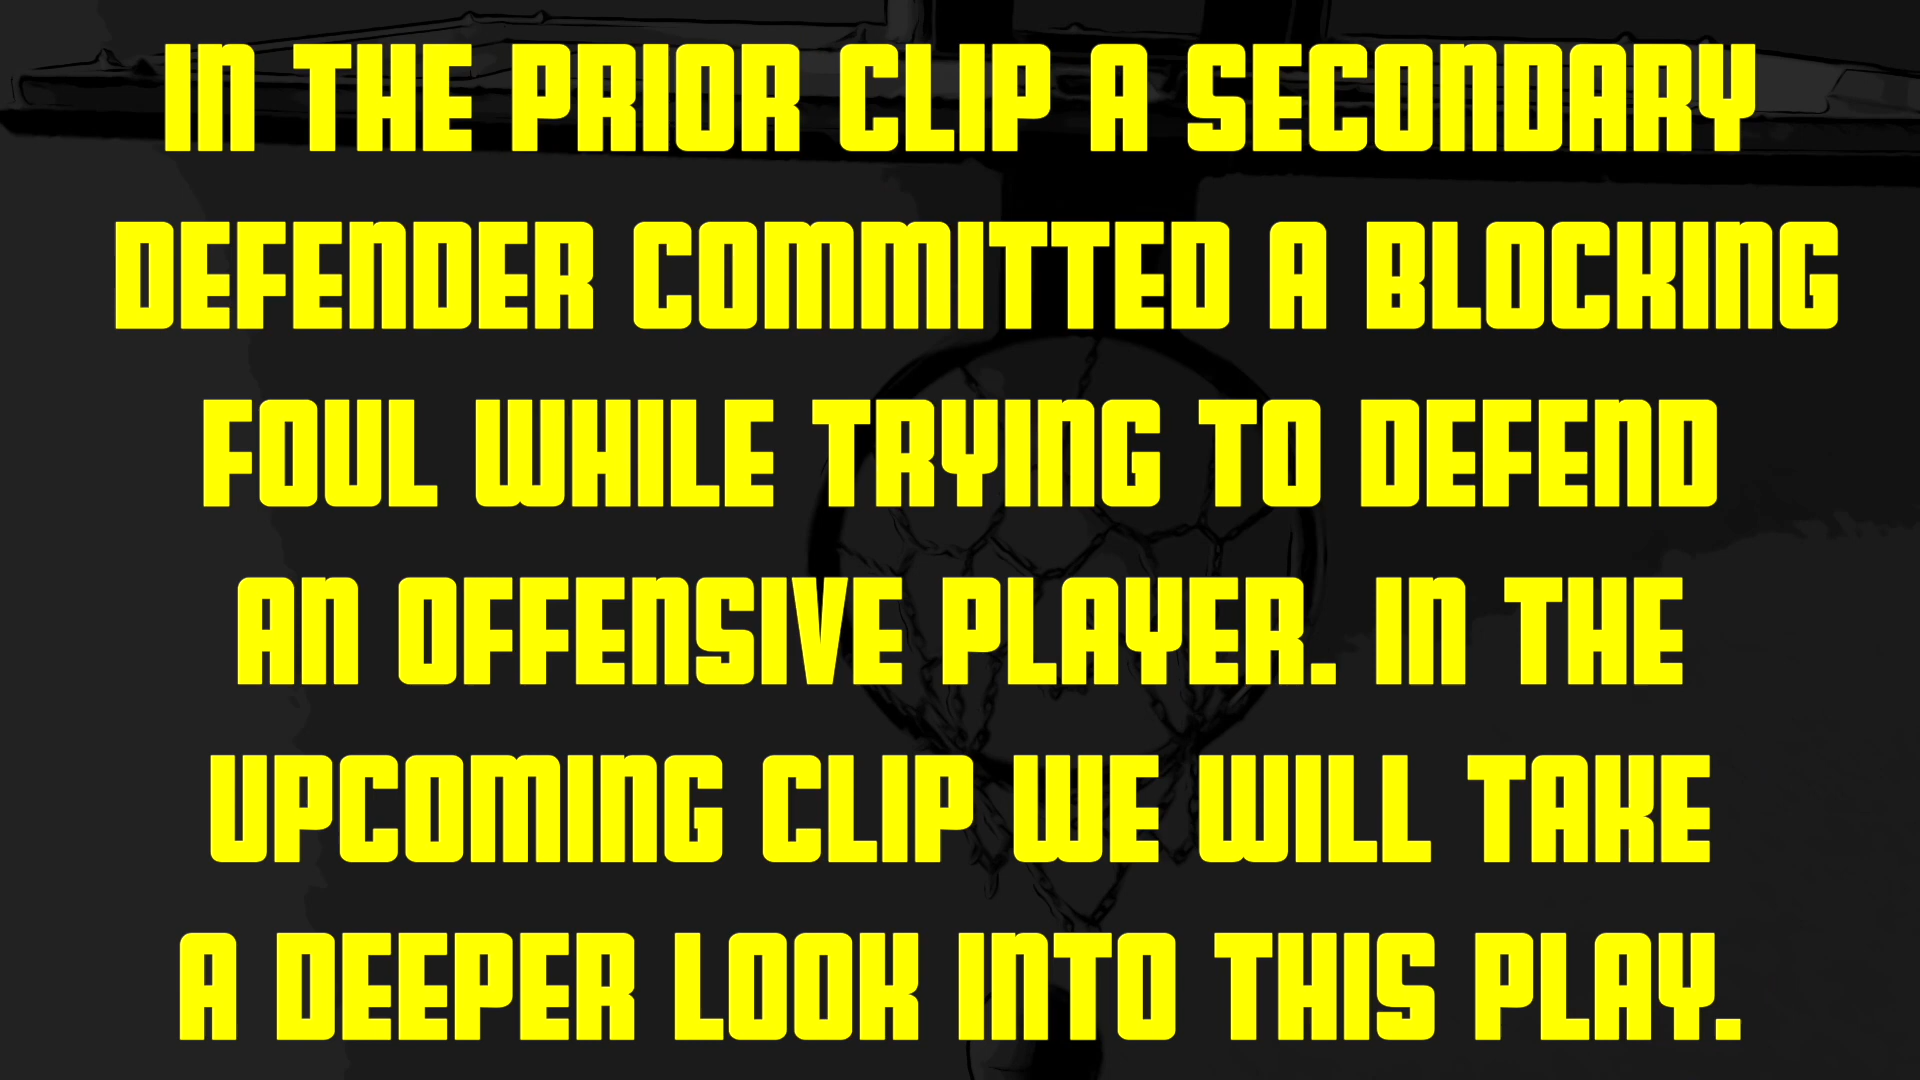 IN THE PRIOR CLIP A SECONDARY
DEFENDER COMMITTED A BLOCKING
FOUL WHILE TRYING TO DEFEND
AN OFFENSIVE PLAYER. IN THE
UPCOMING CLIP WE WILL TAKE
A DEEPER LOOK INTO THIS PLAY.